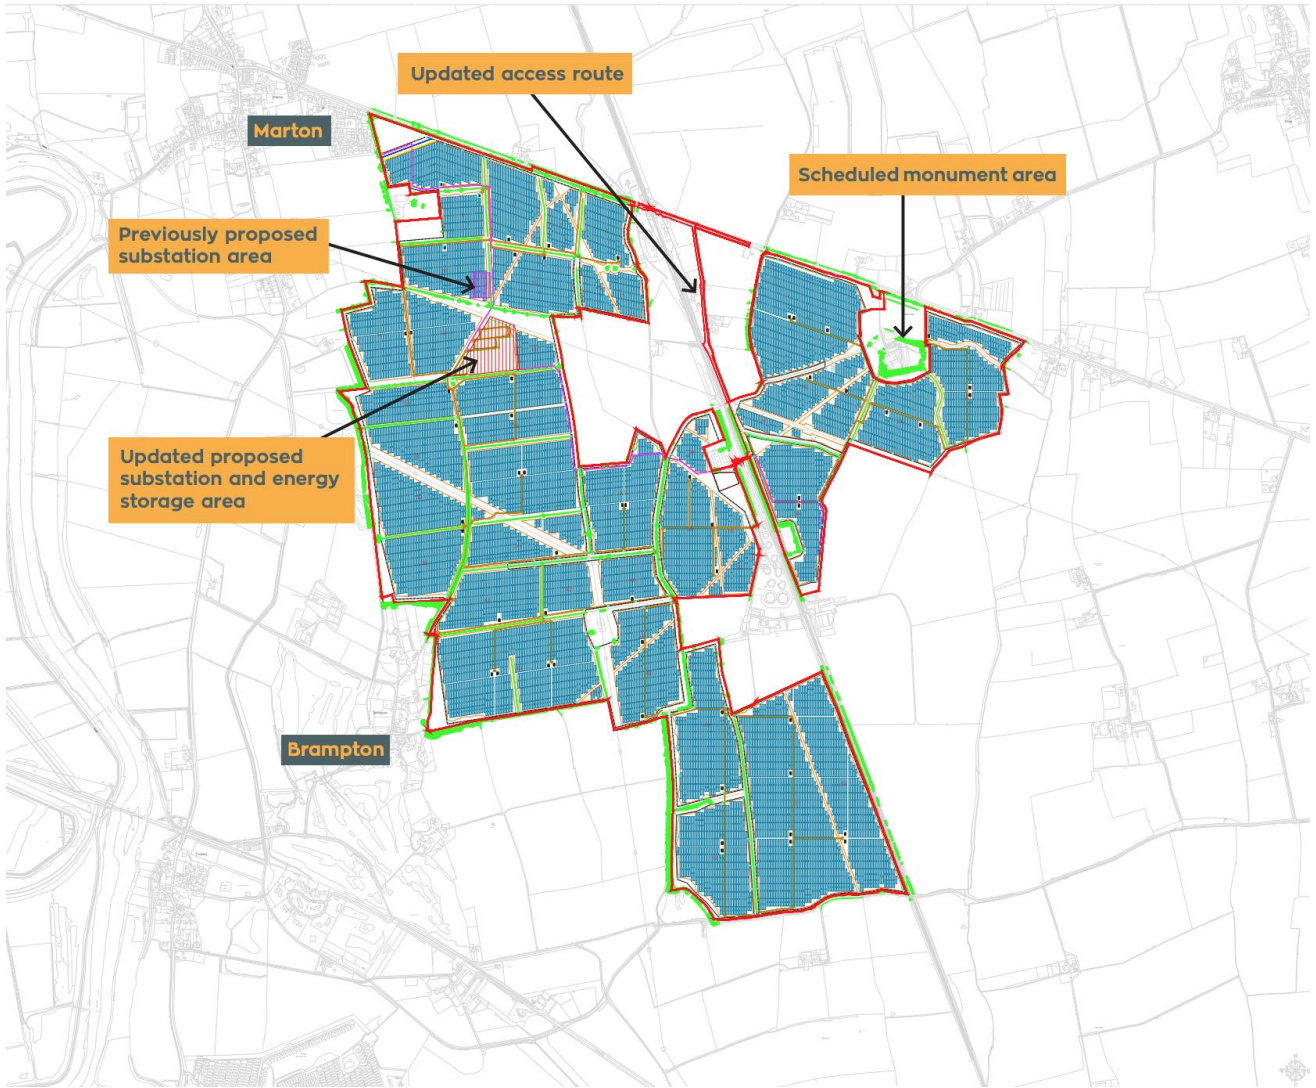 Updated access route
Marton
Scheduled monument area
Previously proposed
substation area
Updated proposed
substation and energy
storage area
Brampton